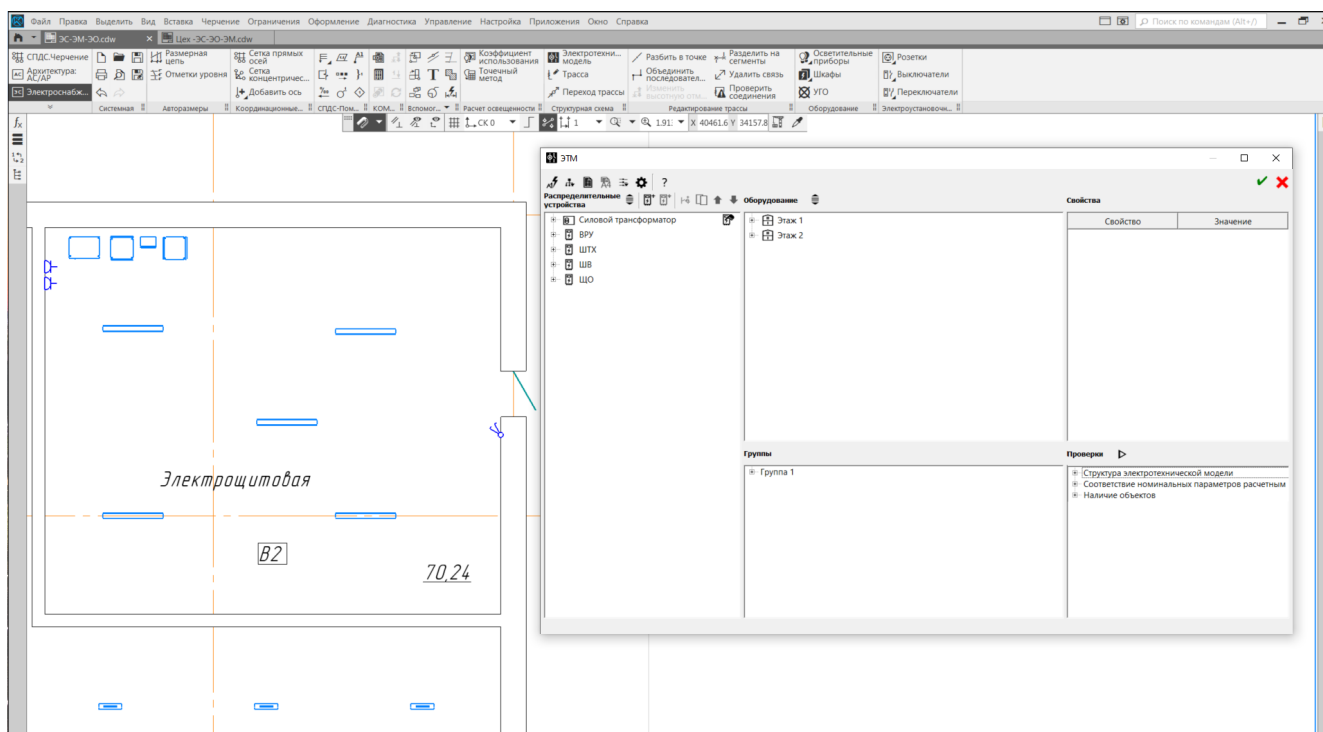 Файл Правка Выделить Вид Вставка Черчение Ограничения Оформление Диагностика Управление Настройка Приложения Окно Справка
Поиск по командам (Alt+/)
ЭС-ЭМ-ЭО.cdw
Цех -ЭС-ЭО-ЭМ.cdw
СПДС.Черчение
Архитектура: АС/АР
Электроснабж...
Системная
Размерная цепь
Отметки уровня
Авторазмеры
Сетка прямых осей
Сетка концентричес...
Добавить ось
Координационные...
СПДС-Пом...
КОМ...
Вспомог...
Коэффициент использования
Точечный метод
Расчет освещенности
Электротехни... модель
Трасса
Переход трассы
Структурная схема
Разбить в точке
Объединить последовател...
Изменить высотную отм...
Разделить на сегменты
Удалить связь
Проверить соединения
Редактирование трассы
Осветительные приборы
Шкафы
УГО
Оборудование
Розетки
Выключатели
Переключатели
Электроустановочн...
СК 0
1
1.91:
X 40461.6 Y 34157.8
ЭТМ
Распределительные устройства
Силовой трансформатор
ВРУ
ШТХ
ШВ
ЩО
Оборудование
Этаж 1
Этаж 2
Свойства
Свойство Значение
Группы
Группа 1
Проверки
Структура электротехнической модели
Соответствие номинальных параметров расчетным
Наличие объектов
Электрощитовая
В2
70,24